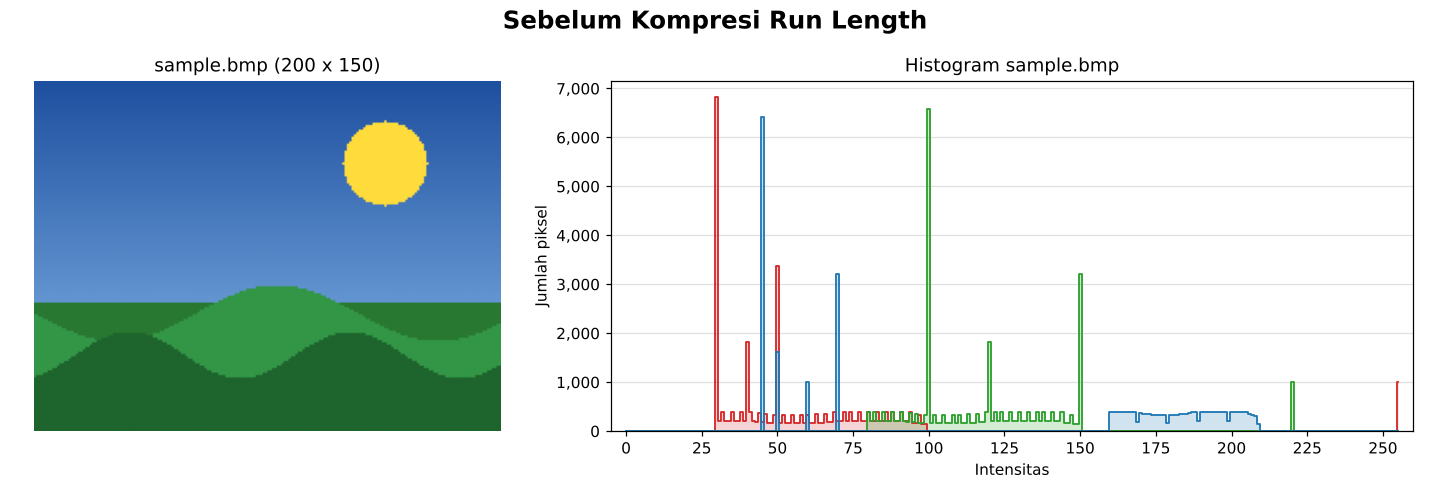 Sebelum Kompresi Run Length
sample.bmp (200 x 150)
Histogram sample.bmp
Jumlah piksel
7,000
6,000
5,000
4,000
3,000
2,000
1,000
0
0 25 50 75 100 125 150 175 200 225 250
Intensitas